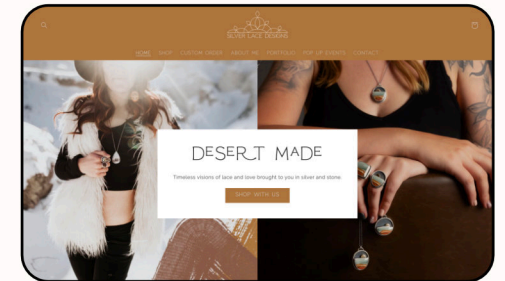 SILVER LACE DESIGNS
HOME SHOP CUSTOM ORDER ABOUT ME PORTFOLIO POP UP EVENTS CONTACT
DESERT MADE
Timeless visions of lace and love brought to you in silver and stone.
SHOP WITH US